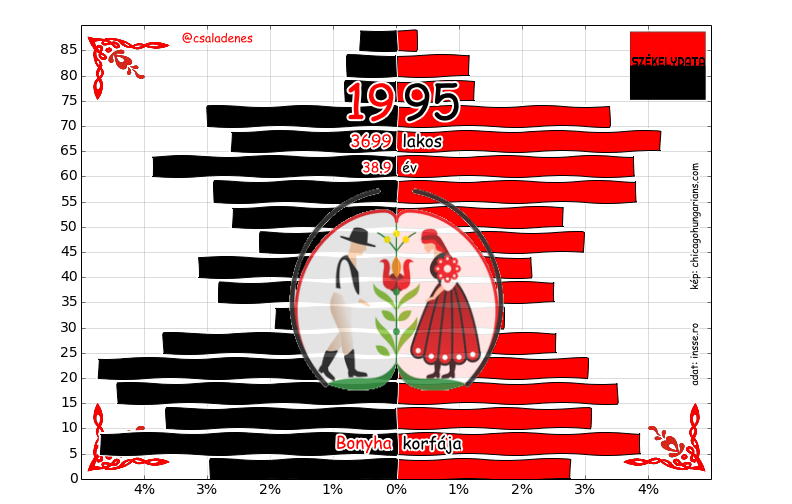 @csaladenes
SZÉKELYDATA
1995
3699 lakos
38.9 év
kép: chicagohungarians.com
adat: insse.ro
Bonyha korfája
85
80
75
70
65
60
55
50
45
40
35
30
25
20
15
10
5
0
4% 3% 2% 1% 0% 1% 2% 3% 4%